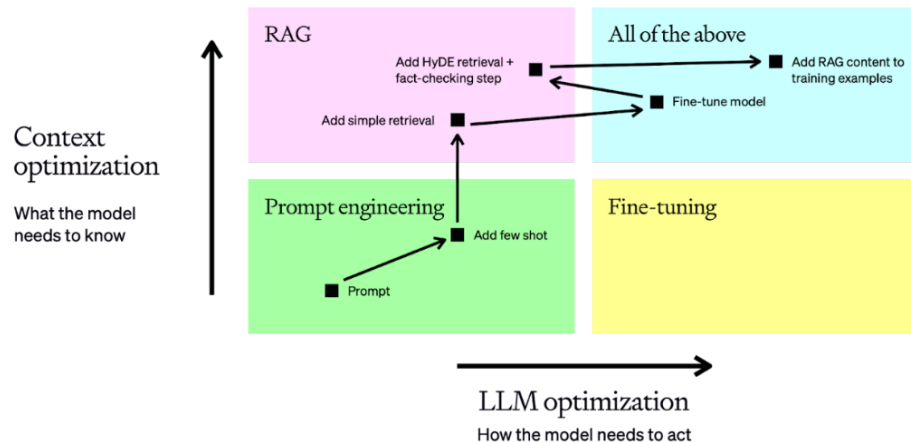 RAG
All of the above
Add HyDE retrieval +
fact-checking step
Add RAG content to
training examples
Fine-tune model
Add simple retrieval
Context
optimization
What the model
needs to know
Prompt engineering
Fine-tuning
Add few shot
Prompt
LLM optimization
How the model needs to act